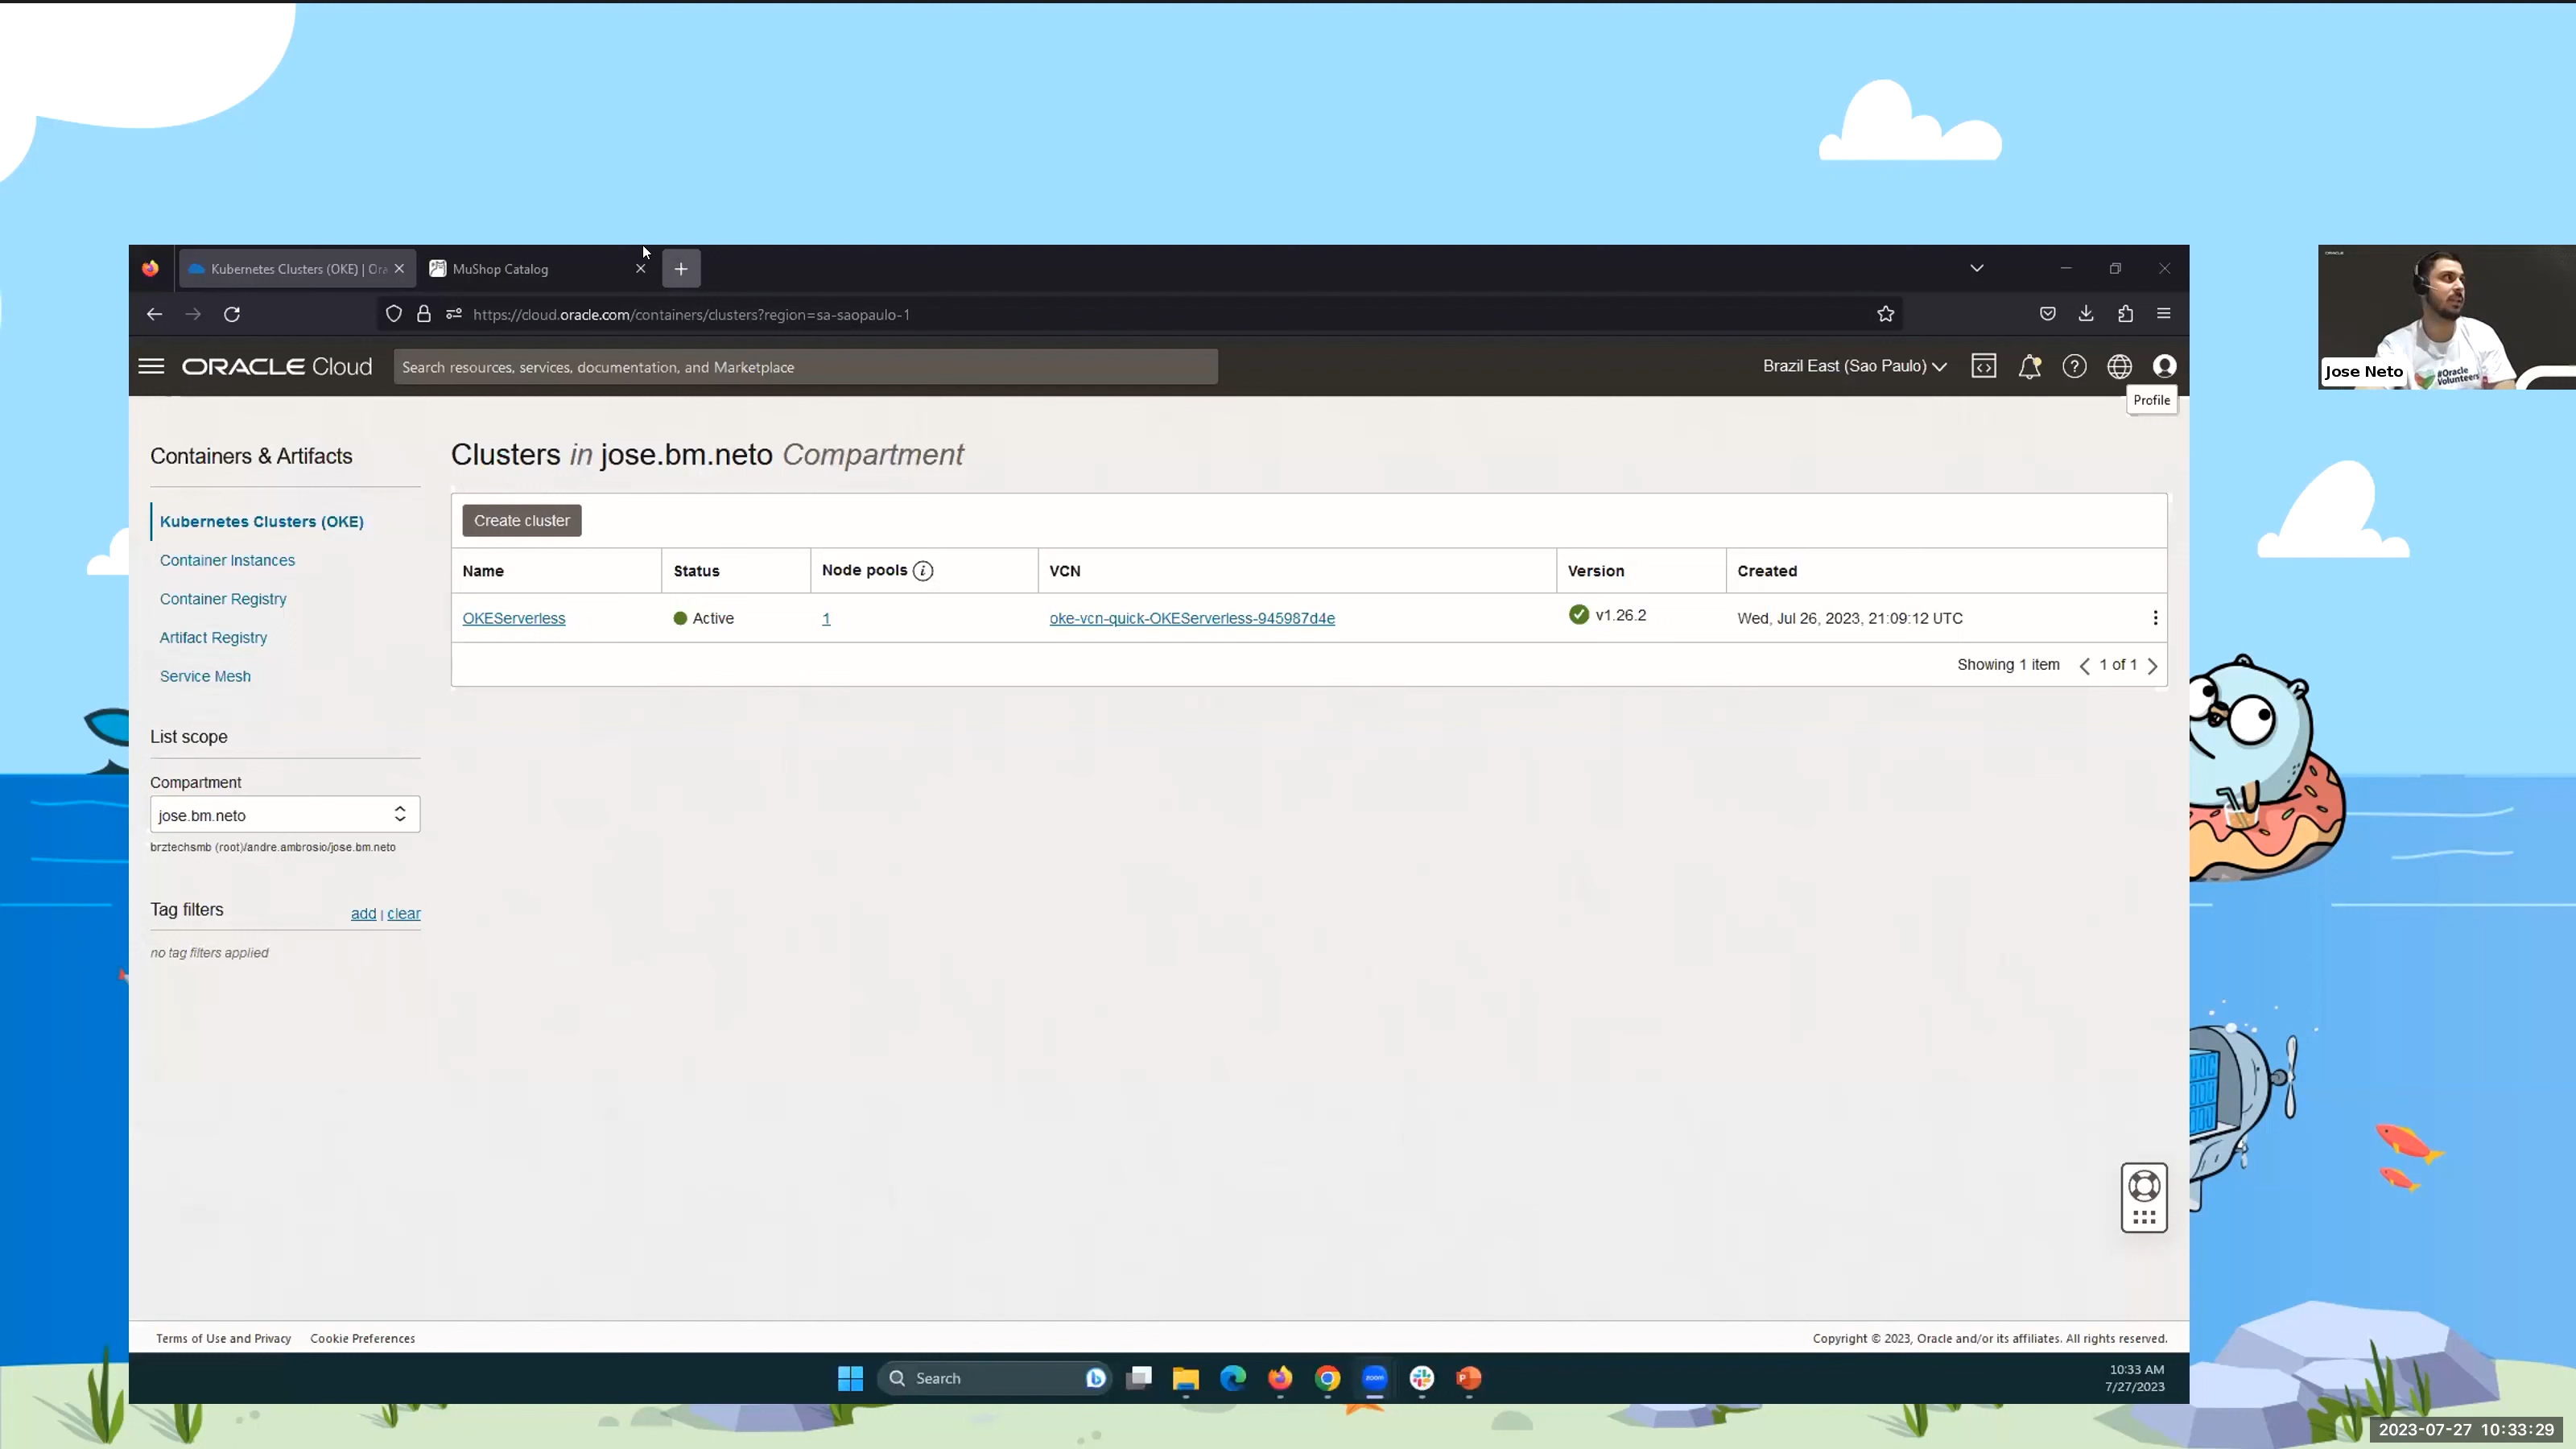 Kubernetes Clusters (OKE) | Ora
MuShop Catalog
https://cloud.oracle.com/containers/clusters?region=sa-saopaulo-1
ORACLE Cloud
Search resources, services, documentation, and Marketplace
Brazil East (Sao Paulo)
Profile
ORACLE
#Oracle
Volunteers
Jose Neto
Containers & Artifacts
Kubernetes Clusters (OKE)
Container Instances
Container Registry
Artifact Registry
Service Mesh
List scope
Compartment
jose.bm.neto
brztechsmb (root)/andre.ambrosio/jose.bm.neto
Tag filters
add | clear
no tag filters applied
Clusters in jose.bm.neto Compartment
Create cluster
Name Status Node pools i VCN Version Created
OKEServerless Active 1 oke-vcn-quick-OKEServerless-945987d4e v1.26.2 Wed, Jul 26, 2023, 21:09:12 UTC
Showing 1 item 1 of 1
Terms of Use and Privacy Cookie Preferences
Copyright © 2023, Oracle and/or its affiliates. All rights reserved.
Search
zoom
10:33 AM
7/27/2023
2023-07-27 10:33:29